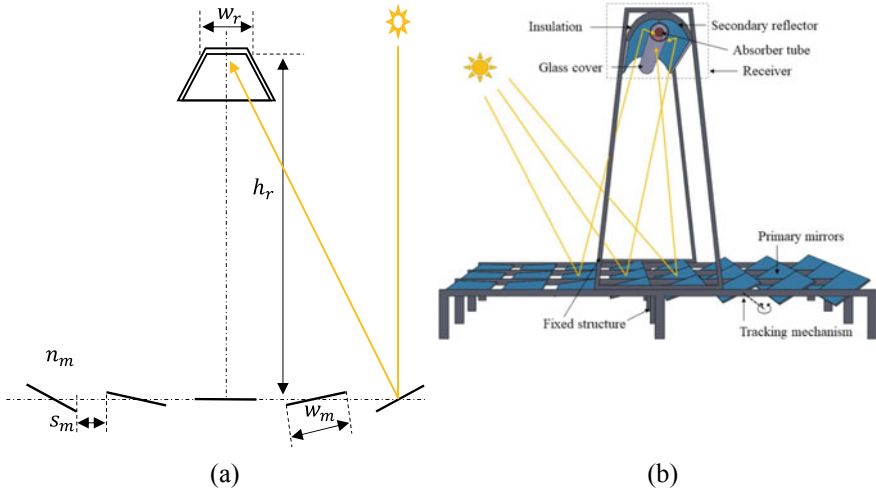 w_r
h_r
n_m
s_m
w_m
(a)
Insulation
Secondary reflector
Absorber tube
Glass cover
Receiver
Primary mirrors
Fixed structure
Tracking mechanism
(b)